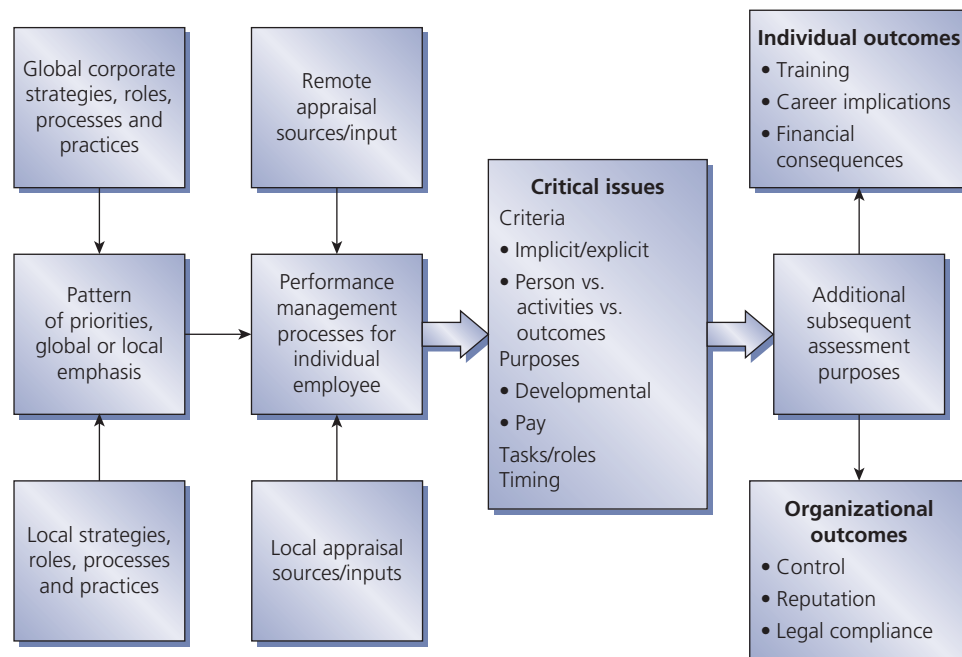 Global corporate
strategies, roles,
processes and
practices
Remote
appraisal
sources/input
Individual outcomes
• Training
• Career implications
• Financial
consequences
Pattern
of priorities,
global or local
emphasis
Performance
management
processes for
individual
employee
Critical issues
Criteria
• Implicit/explicit
• Person vs.
activities vs.
outcomes
Purposes
• Developmental
• Pay
Tasks/roles
Timing
Additional
subsequent
assessment
purposes
Local strategies,
roles, processes
and practices
Local appraisal
sources/inputs
Organizational
outcomes
• Control
• Reputation
• Legal compliance